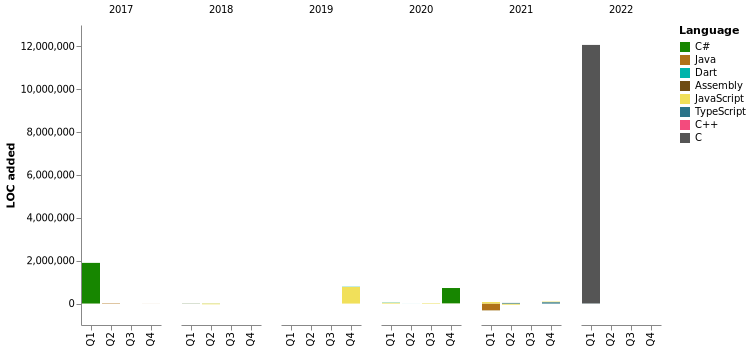 2017 2018 2019 2020 2021 2022
Language
C#
Java
Dart
Assembly
JavaScript
TypeScript
C++
C
LOC added
12,000,000
10,000,000
8,000,000
6,000,000
4,000,000
2,000,000
0
Q1 Q2 Q3 Q4 Q1 Q2 Q3 Q4 Q1 Q2 Q3 Q4 Q1 Q2 Q3 Q4 Q1 Q2 Q3 Q4 Q1 Q2 Q3 Q4